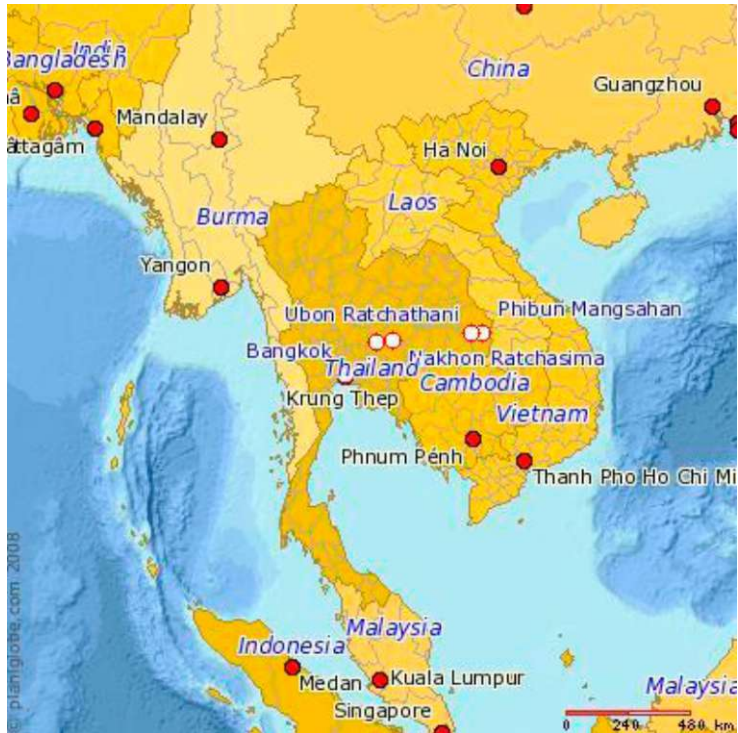 India
Bangladesh
China
Guangzhou
Mandalay
ttagâm
Ha Noi
Laos
Burma
Yangon
Ubon Ratchathani
Phibun Mangsahan
Bangkok
Thailand
Nakhon Ratchasima
Cambodia
Krung Thep
Vietnam
Phnum Pénh
Thanh Pho Ho Chi Mi
Malaysia
Indonesia
Medan
Kuala Lumpur
Malaysia
Singapore
0 240 480 km
© planiglobe.com 2008